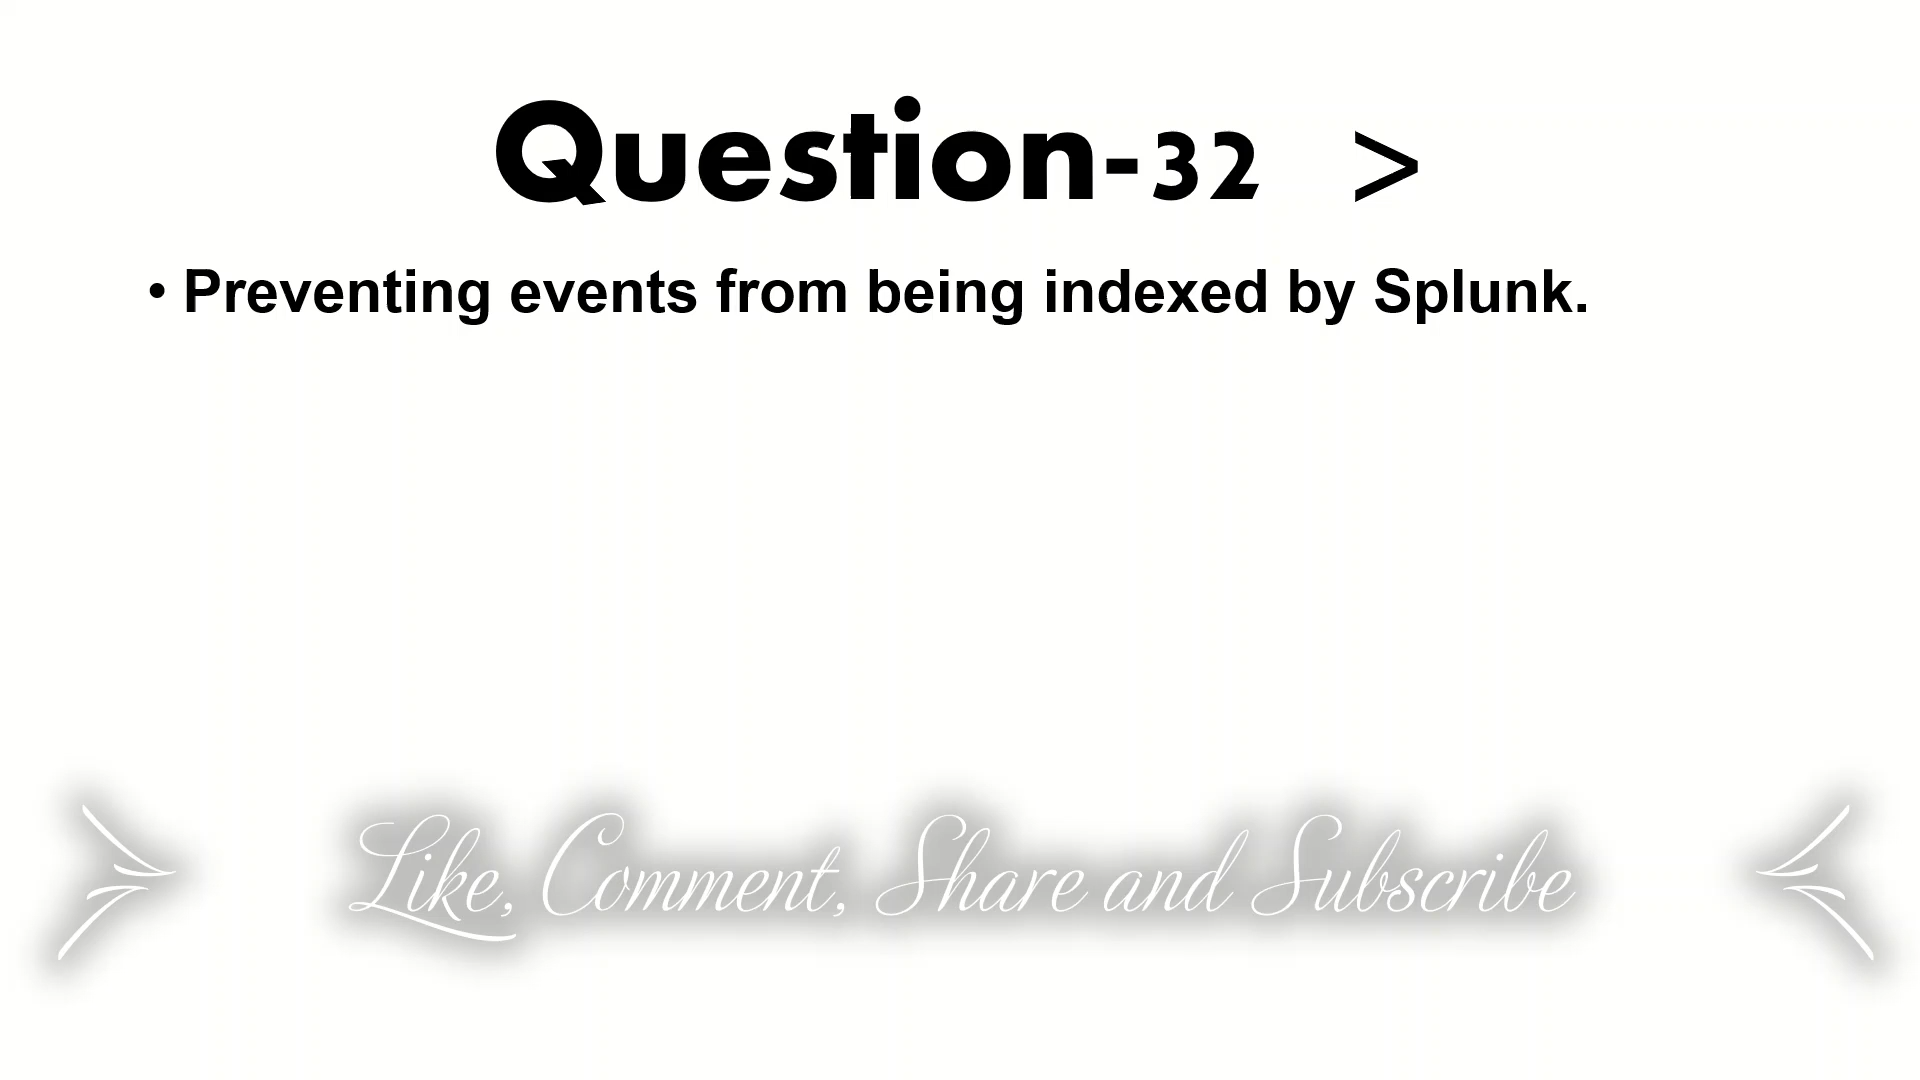 Question-32 >
• Preventing events from being indexed by Splunk.
Like, Comment, Share and Subscribe